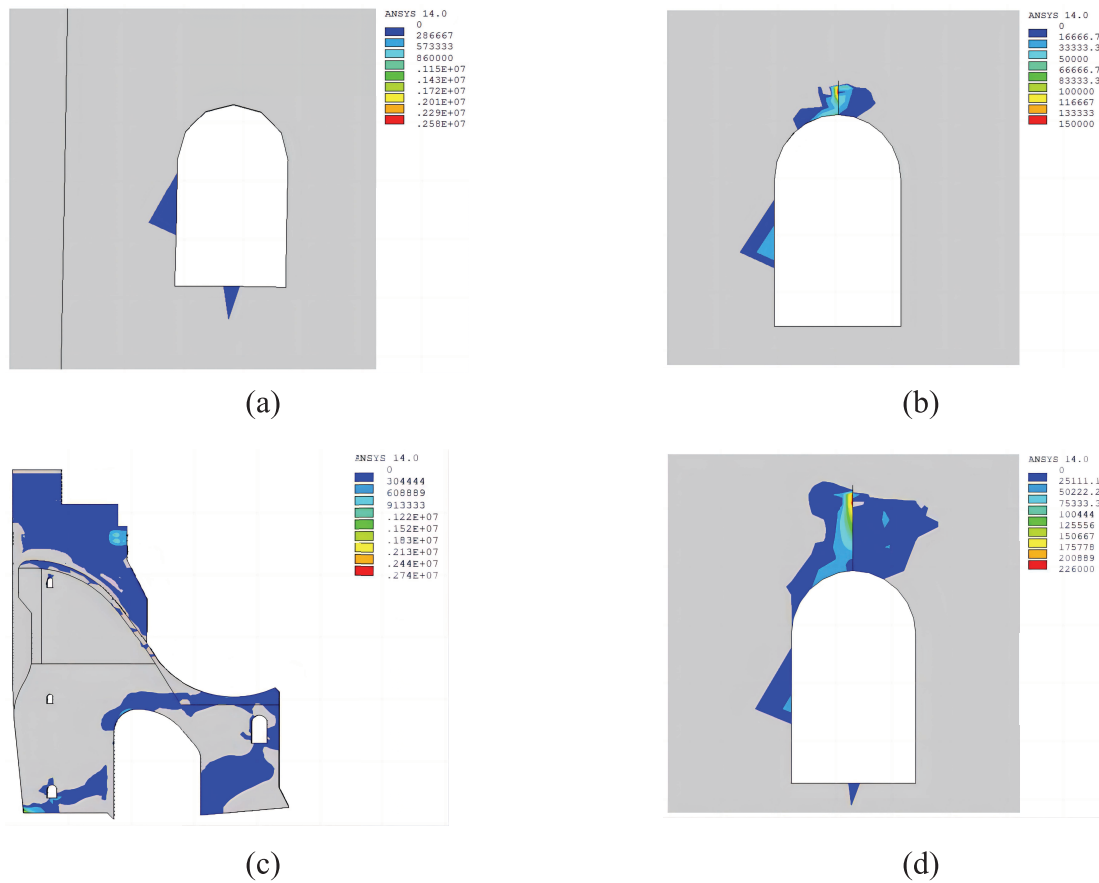 ANSYS 14.0
0
286667
573333
860000
.115E+07
.143E+07
.172E+07
.201E+07
.229E+07
.258E+07
(a)
ANSYS 14.0
0
16666.7
33333.3
50000
66666.7
83333.3
100000
116667
133333
150000
(b)
ANSYS 14.0
0
304444
608889
913333
.122E+07
.152E+07
.183E+07
.213E+07
.244E+07
.274E+07
(c)
ANSYS 14.0
0
25111.1
50222.2
75333.3
100444
125556
150667
175778
200889
226000
(d)